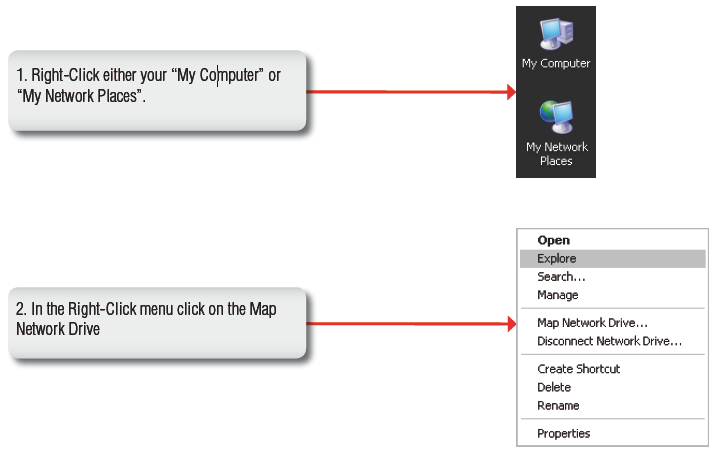 1. Right-Click either your “My Computer” or
“My Network Places”.
My Computer
My Network
Places
2. In the Right-Click menu click on the Map
Network Drive
Open
Explore
Search...
Manage
Map Network Drive...
Disconnect Network Drive...
Create Shortcut
Delete
Rename
Properties